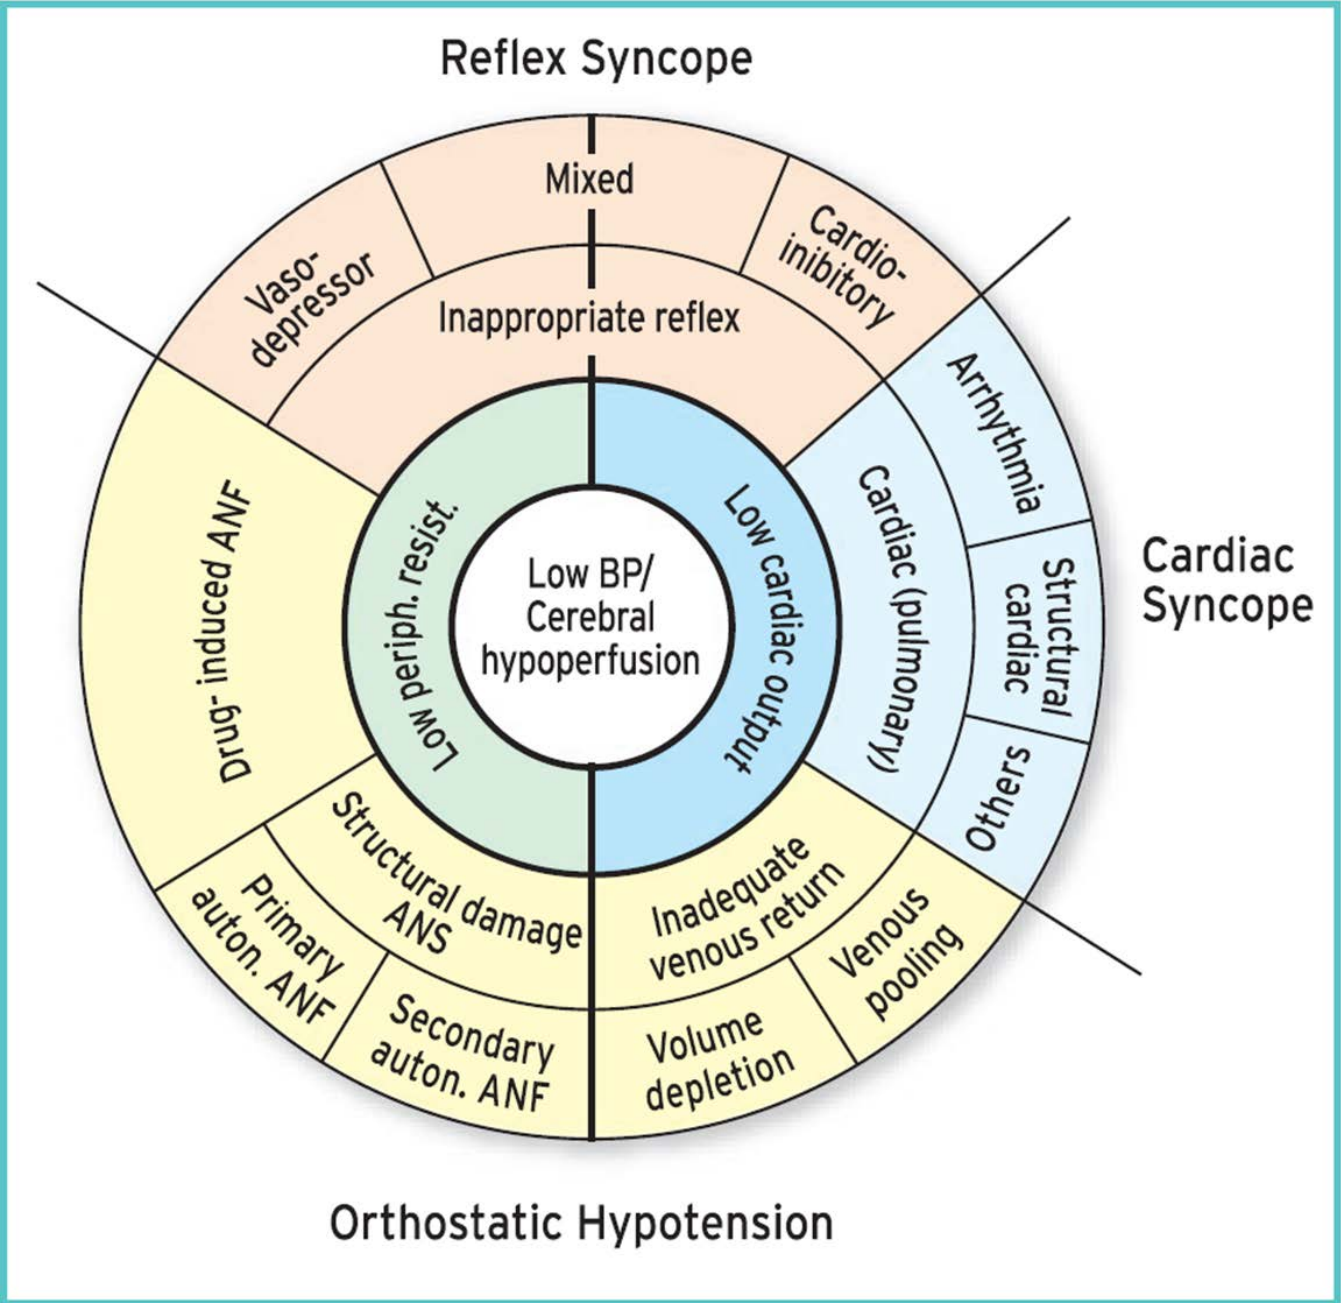 Reflex Syncope
Mixed
Vaso-
depressor
Cardio-
inibitory
Inappropriate reflex
Arrhythmia
Cardiac (pulmonary)
Structural
cardiac
Others
Cardiac
Syncope
Drug- induced ANF
Low periph. resist.
Low BP/
Cerebral
hypoperfusion
Low cardiac output
Structural damage
ANS
Inadequate
venous return
Primary
auton. ANF
Secondary
auton. ANF
Volume
depletion
Venous
pooling
Orthostatic Hypotension